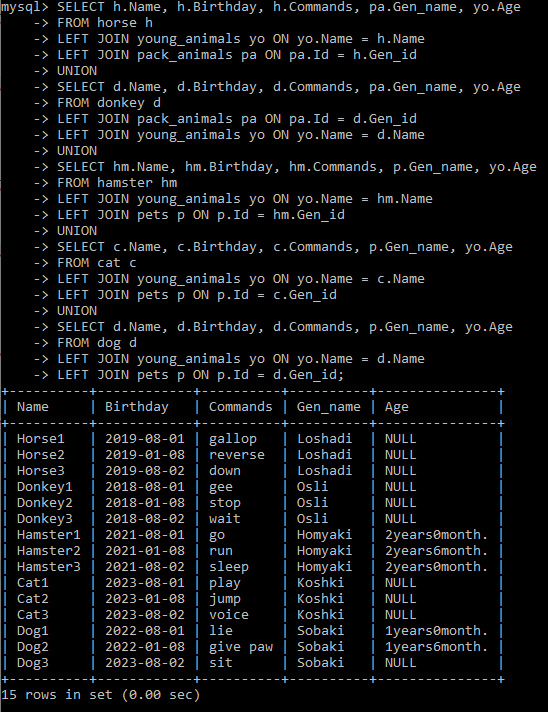 mysql> SELECT h.Name, h.Birthday, h.Commands, pa.Gen_name, yo.Age
    -> FROM horse h
    -> LEFT JOIN young_animals yo ON yo.Name = h.Name
    -> LEFT JOIN pack_animals pa ON pa.Id = h.Gen_id
    -> UNION
    -> SELECT d.Name, d.Birthday, d.Commands, pa.Gen_name, yo.Age
    -> FROM donkey d
    -> LEFT JOIN pack_animals pa ON pa.Id = d.Gen_id
    -> LEFT JOIN young_animals yo ON yo.Name = d.Name
    -> UNION
    -> SELECT hm.Name, hm.Birthday, hm.Commands, p.Gen_name, yo.Age
    -> FROM hamster hm
    -> LEFT JOIN young_animals yo ON yo.Name = hm.Name
    -> LEFT JOIN pets p ON p.Id = hm.Gen_id
    -> UNION
    -> SELECT c.Name, c.Birthday, c.Commands, p.Gen_name, yo.Age
    -> FROM cat c
    -> LEFT JOIN young_animals yo ON yo.Name = c.Name
    -> LEFT JOIN pets p ON p.Id = c.Gen_id
    -> UNION
    -> SELECT d.Name, d.Birthday, d.Commands, p.Gen_name, yo.Age
    -> FROM dog d
    -> LEFT JOIN young_animals yo ON yo.Name = d.Name
    -> LEFT JOIN pets p ON p.Id = d.Gen_id;
+----------+------------+----------+----------+---------------+
| Name     | Birthday   | Commands | Gen_name | Age           |
+----------+------------+----------+----------+---------------+
| Horse1   | 2019-08-01 | gallop   | Loshadi  | NULL          |
| Horse2   | 2019-01-08 | reverse  | Loshadi  | NULL          |
| Horse3   | 2019-08-02 | down     | Loshadi  | NULL          |
| Donkey1  | 2018-08-01 | gee      | Osli     | NULL          |
| Donkey2  | 2018-01-08 | stop     | Osli     | NULL          |
| Donkey3  | 2018-08-02 | wait     | Osli     | NULL          |
| Hamster1 | 2021-08-01 | go       | Homyaki  | 2years0month. |
| Hamster2 | 2021-01-08 | run      | Homyaki  | 2years6month. |
| Hamster3 | 2021-08-02 | sleep    | Homyaki  | 2years0month. |
| Cat1     | 2023-08-01 | play     | Koshki   | NULL          |
| Cat2     | 2023-01-08 | jump     | Koshki   | NULL          |
| Cat3     | 2023-08-02 | voice    | Koshki   | NULL          |
| Dog1     | 2022-08-01 | lie      | Sobaki   | 1years0month. |
| Dog2     | 2022-01-08 | give paw | Sobaki   | 1years6month. |
| Dog3     | 2023-08-02 | sit      | Sobaki   | NULL          |
+----------+------------+----------+----------+---------------+
15 rows in set (0.00 sec)